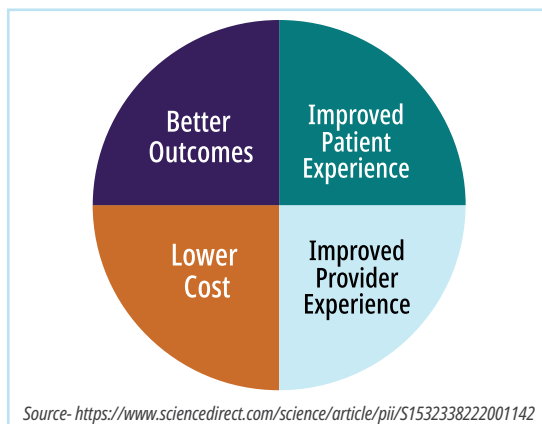 Better
Outcomes
Improved
Patient
Experience
Lower
Cost
Improved
Provider
Experience
Source- https://www.sciencedirect.com/science/article/pii/S1532338222001142